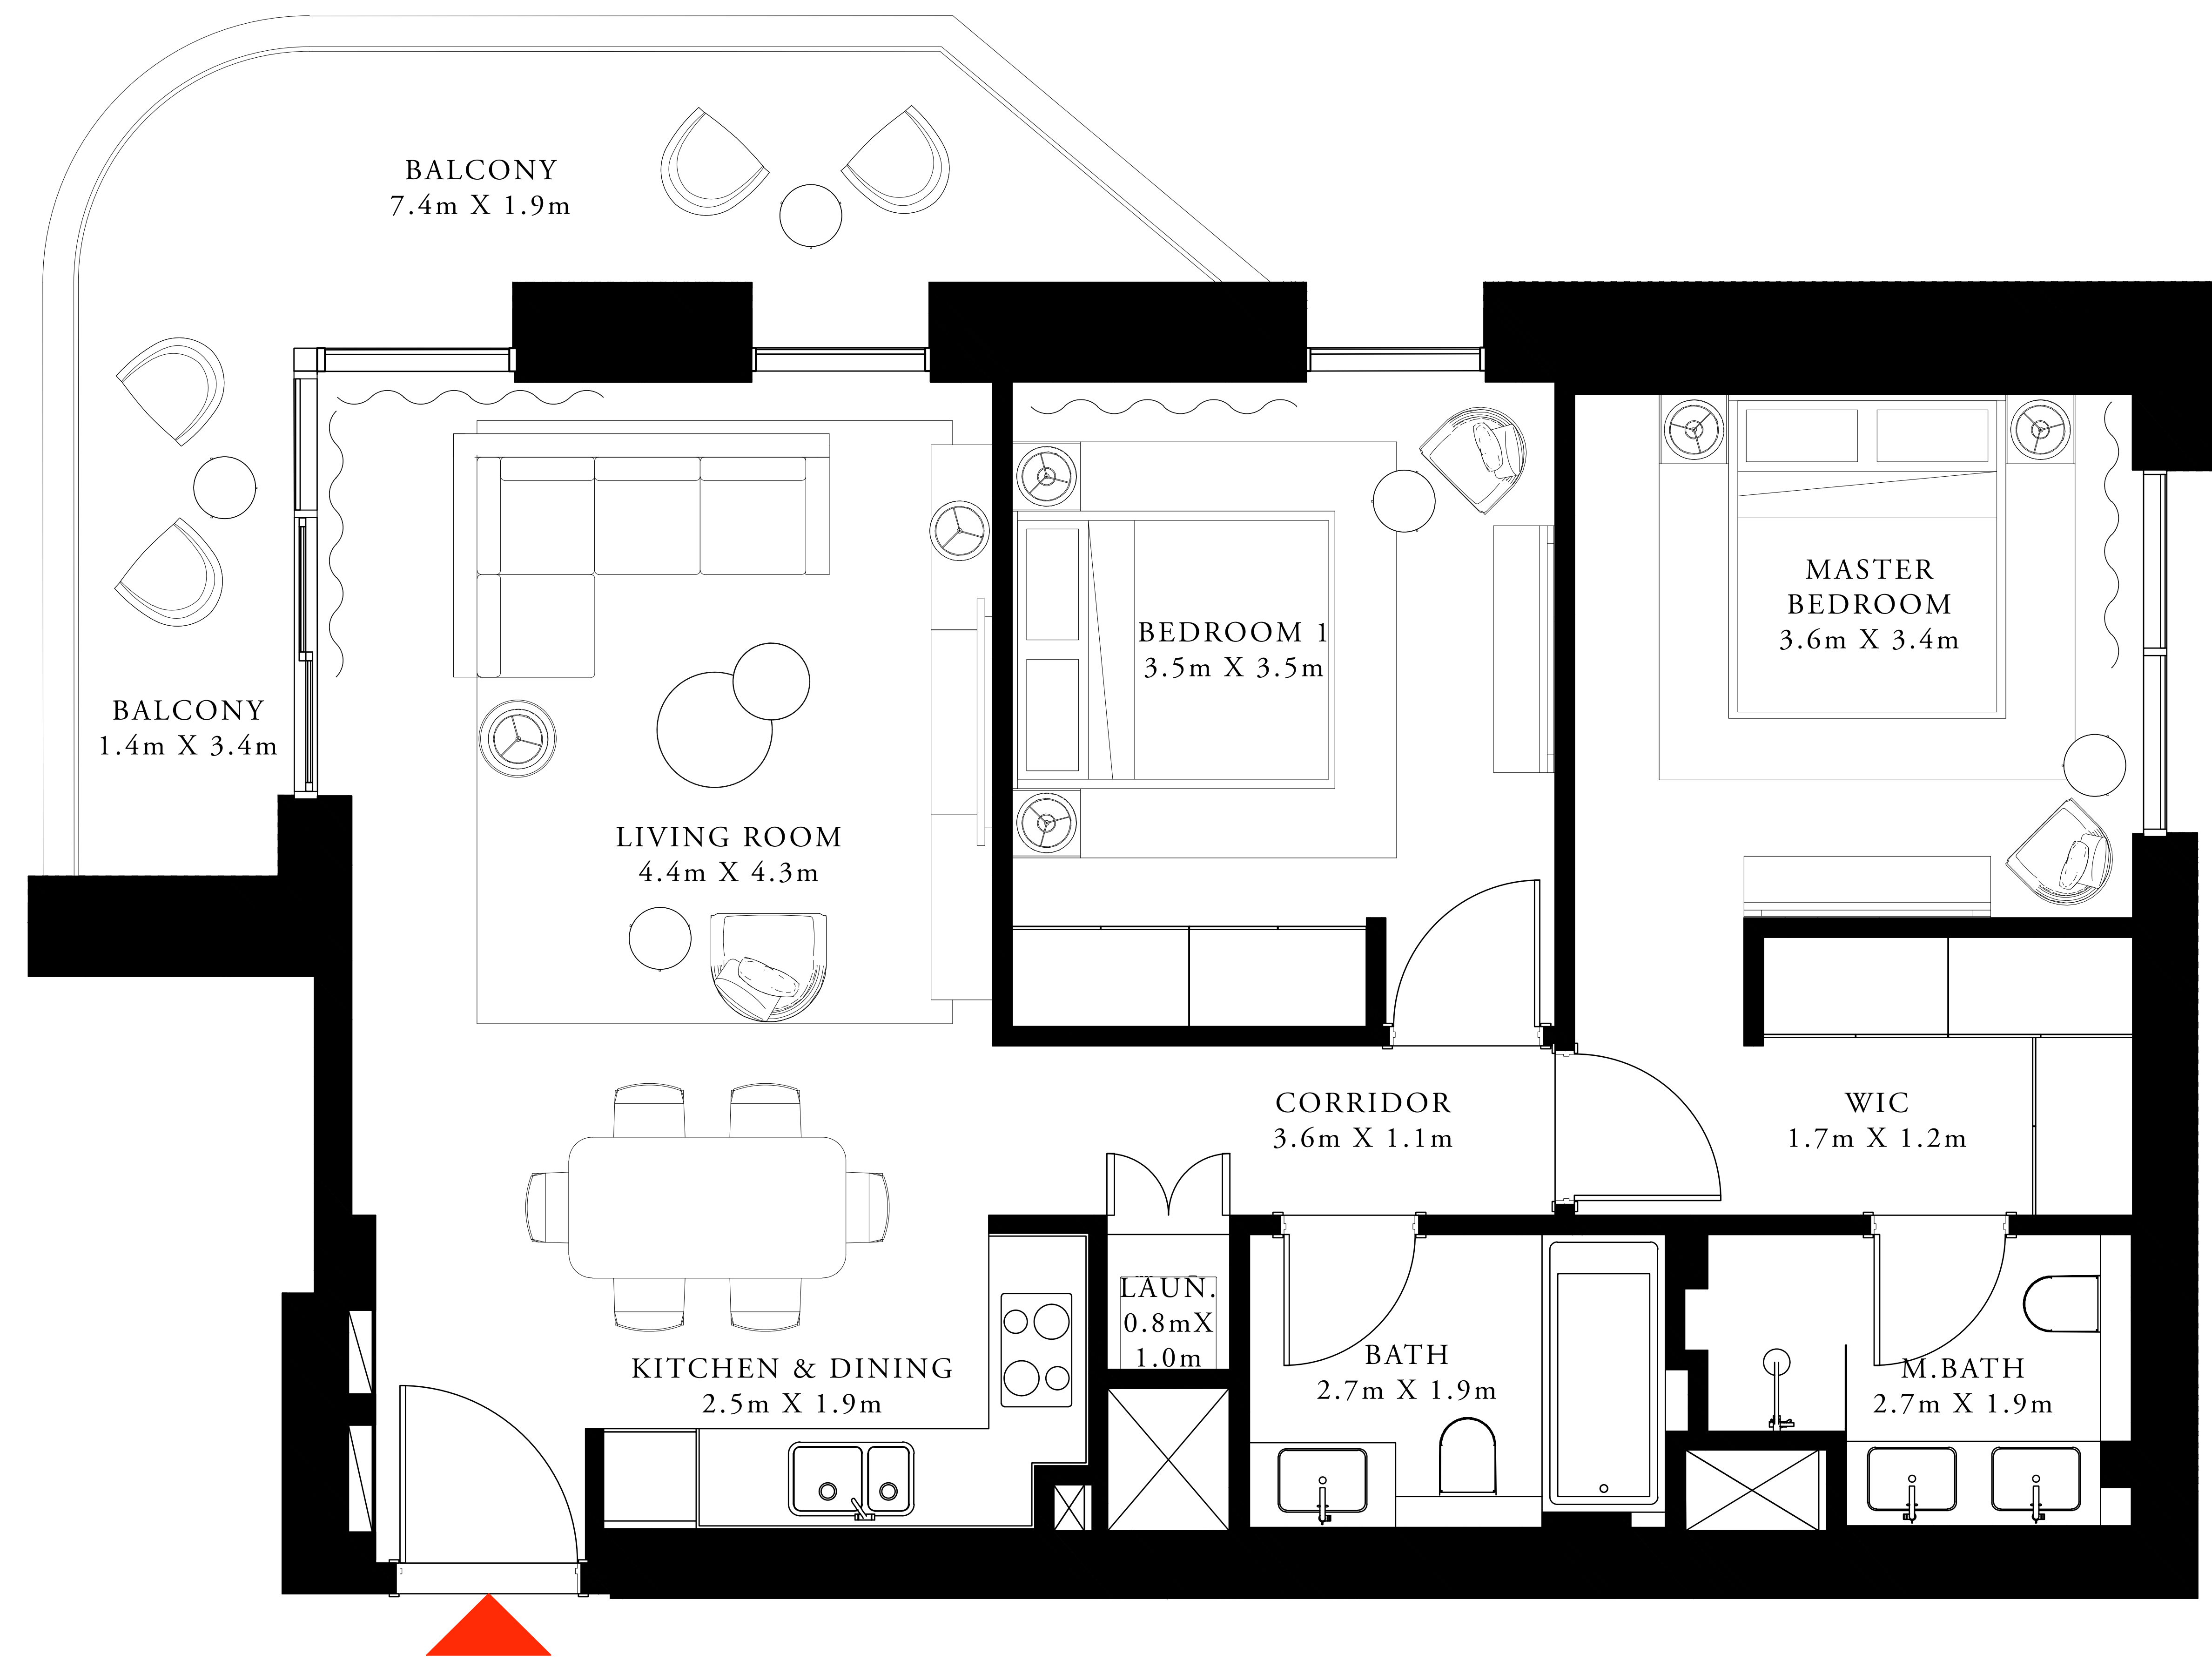 BALCONY
7.4m X 1.9m
BALCONY
1.4m X 3.4m
LIVING ROOM
4.4m X 4.3m
BEDROOM 1
3.5m X 3.5m
MASTER
BEDROOM
3.6m X 3.4m
CORRIDOR
3.6m X 1.1m
WIC
1.7m X 1.2m
KITCHEN & DINING
2.5m X 1.9m
LAUN.
0.8mX
1.0m
BATH
2.7m X 1.9m
M.BATH
2.7m X 1.9m